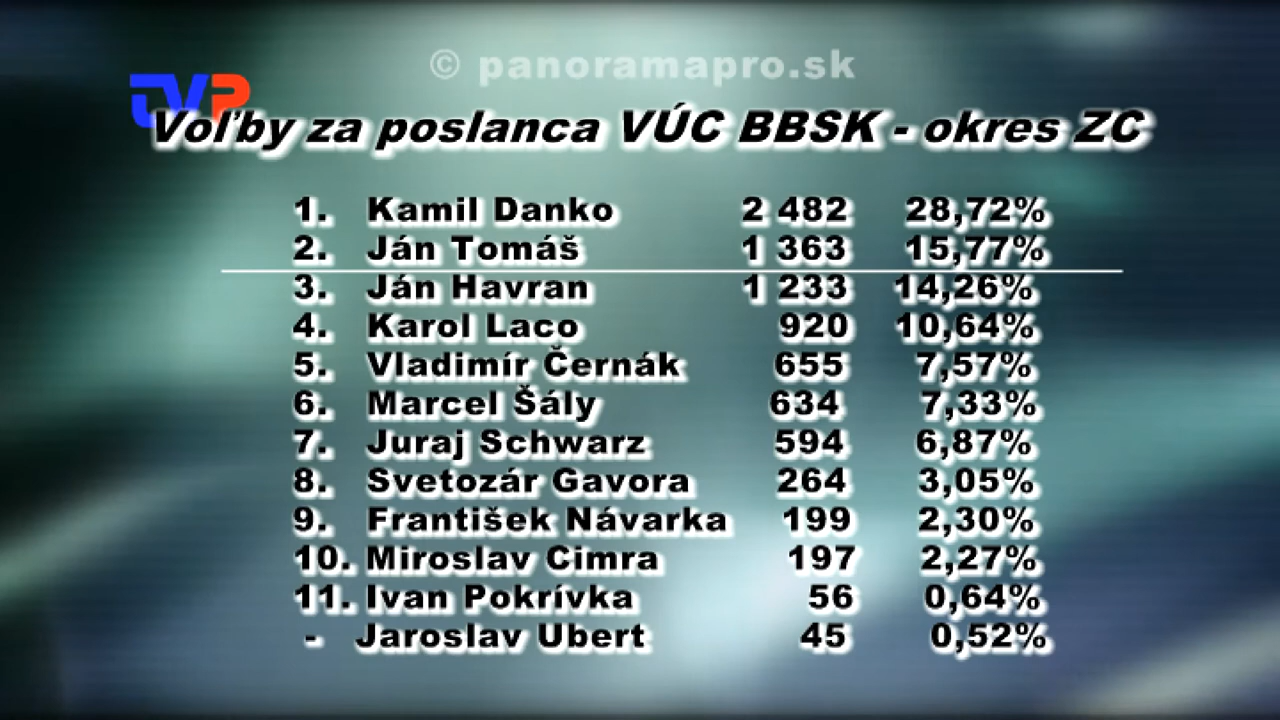 © panoramapro.sk
TVP
Voľby za poslanca VÚC BBSK - okres ZC
1. Kamil Danko 2 482 28,72%
2. Ján Tomáš 1 363 15,77%
3. Ján Havran 1 233 14,26%
4. Karol Laco 920 10,64%
5. Vladimír Černák 655 7,57%
6. Marcel Šály 634 7,33%
7. Juraj Schwarz 594 6,87%
8. Svetozár Gavora 264 3,05%
9. František Návarka 199 2,30%
10. Miroslav Cimra 197 2,27%
11. Ivan Pokrívka 56 0,64%
- Jaroslav Ubert 45 0,52%